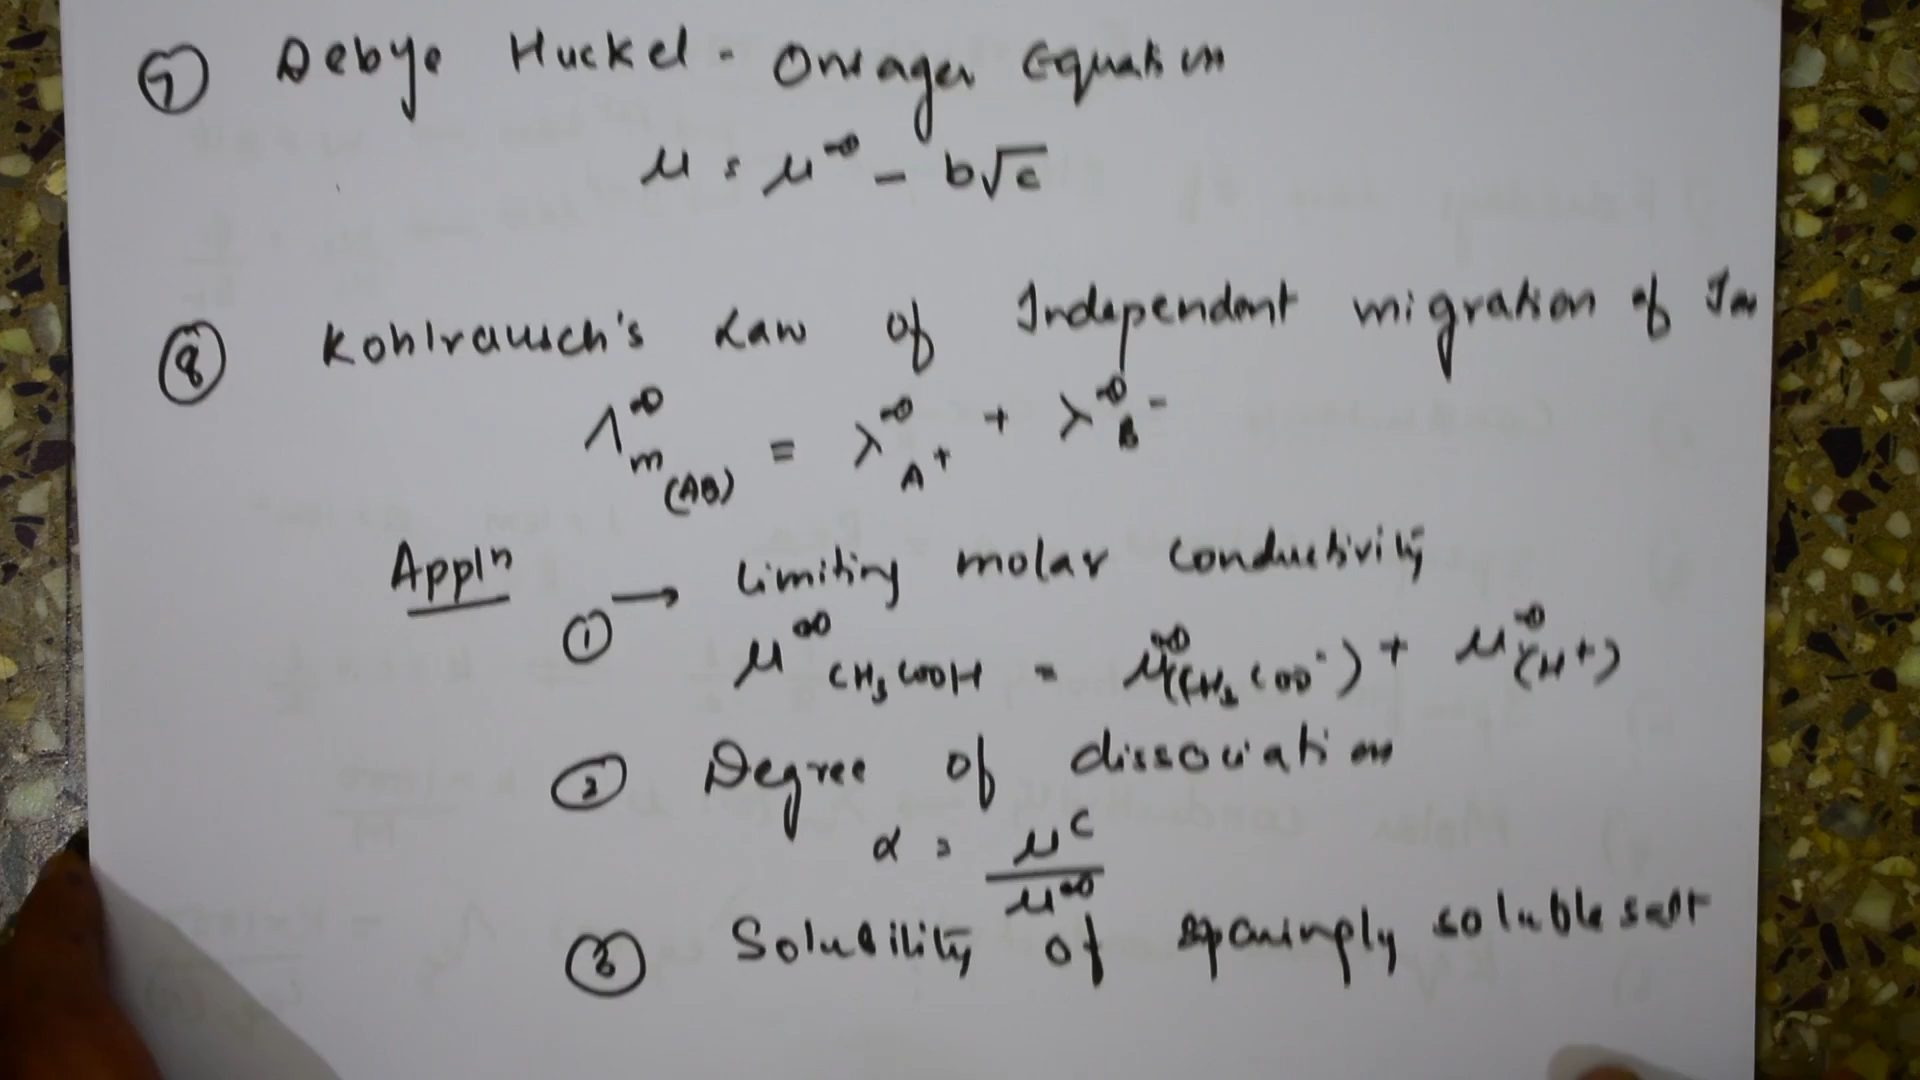 ⑦ Debye Huckel - Onsager Equation
μ = μ^∞ - b√c
⑧ Kohlrausch's Law of Independent migration of Ion
Λ^∞_m(AB) = λ^∞_A+ + λ^∞_B-
Appln
① → Limiting molar conductivity
μ^∞ CH3COOH = μ^∞(CH3COO-) + μ^∞(H+)
② Degree of dissociation
α = μ^c / μ^∞
③ Solubility of sparingly soluble salt